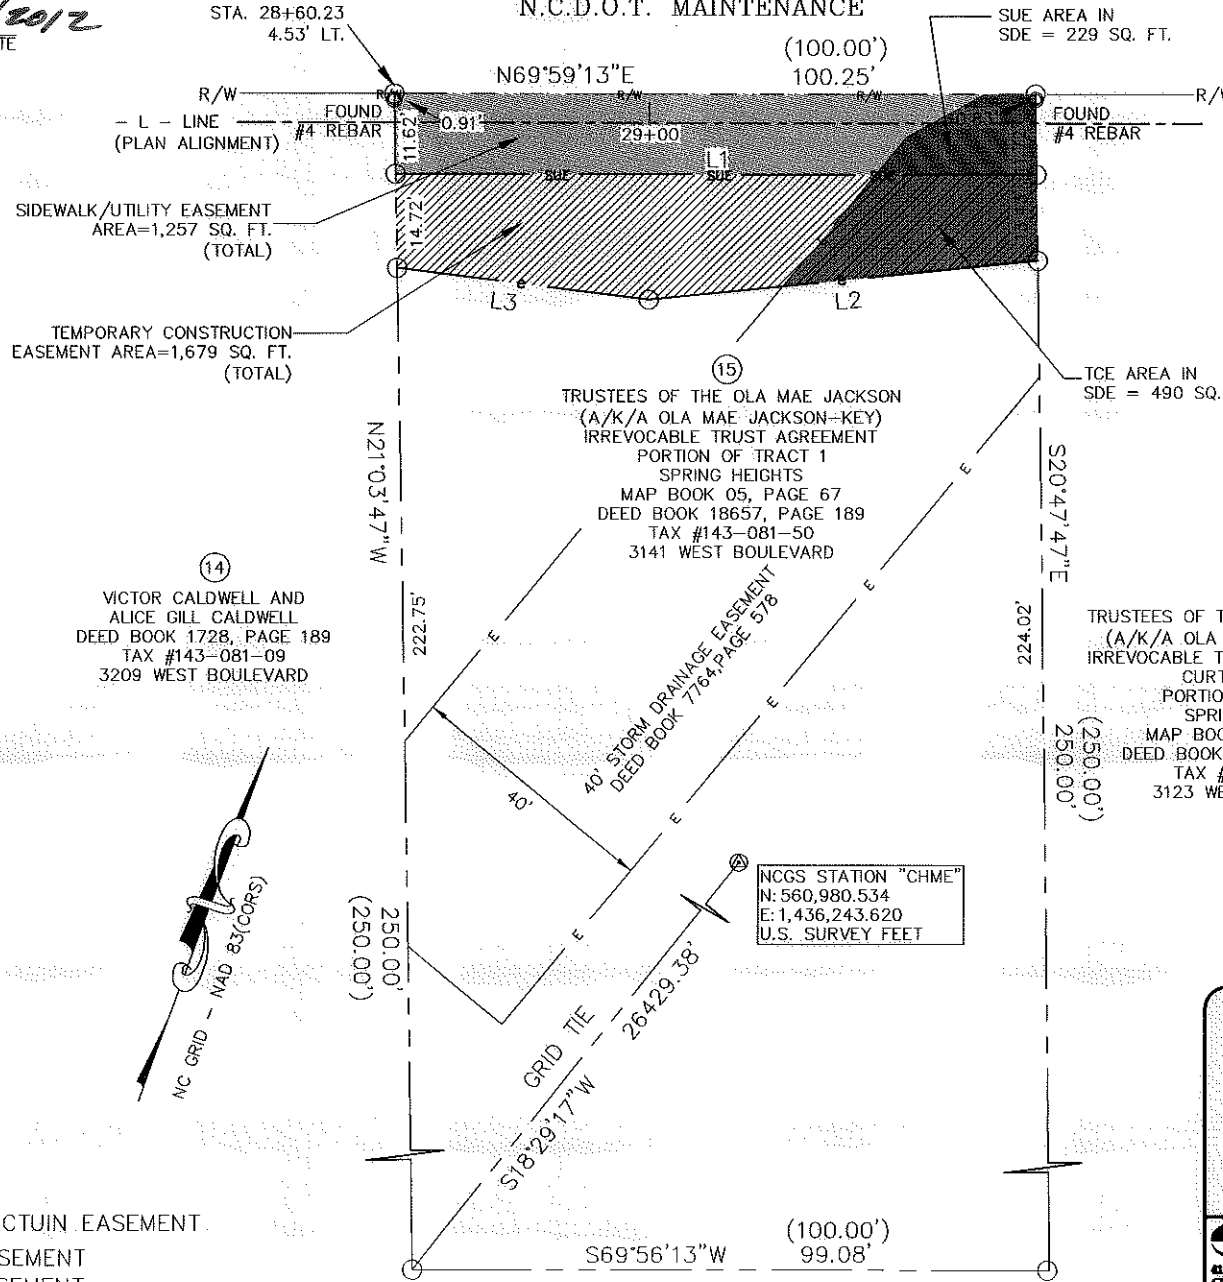 /2012
TE
STA. 28+60.23
4.53' LT.
N.C.D.O.T. MAINTENANCE
SUE AREA IN
SDE = 229 SQ. FT.
(100.00')
N69°59'13"E 100.25'
R/W R/W R/W R/W R/W
- L - LINE
(PLAN ALIGNMENT)
FOUND
#4 REBAR
0.91'
11.62'
29+00
FOUND
#4 REBAR
L1
SUE SUE SUE
SIDEWALK/UTILITY EASEMENT
AREA=1,257 SQ. FT.
(TOTAL)
14.72'
e e
L3 L2
TEMPORARY CONSTRUCTION
EASEMENT AREA=1,679 SQ. FT.
(TOTAL)
TCE AREA IN
SDE = 490 SQ.
15
TRUSTEES OF THE OLA MAE JACKSON
(A/K/A OLA MAE JACKSON-KEY)
IRREVOCABLE TRUST AGREEMENT
PORTION OF TRACT 1
SPRING HEIGHTS
MAP BOOK 05, PAGE 67
DEED BOOK 18657, PAGE 189
TAX #143-081-50
3141 WEST BOULEVARD
N21°03'47"W
222.75'
S20°47'47"E
224.02'
14
VICTOR CALDWELL AND
ALICE GILL CALDWELL
DEED BOOK 1728, PAGE 189
TAX #143-081-09
3209 WEST BOULEVARD
E E E E E E E
40' STORM DRAINAGE EASEMENT
DEED BOOK 7764,PAGE 578
40'
TRUSTEES OF T
(A/K/A OLA
IRREVOCABLE T
CURT
PORTIO
SPRI
MAP BOO
DEED BOOK
TAX #
3123 WE
(250.00')
250.00'
NC GRID - NAD 83(CORS)
NCGS STATION "CHME"
N: 560,980.534
E: 1,436,243.620
U.S. SURVEY FEET
250.00'
(250.00')
GRID TIE
S18°29'17"W 26429.38'
CTUIN EASEMENT
SEMENT
SEMENT
(100.00')
S69°56'13"W 99.08'